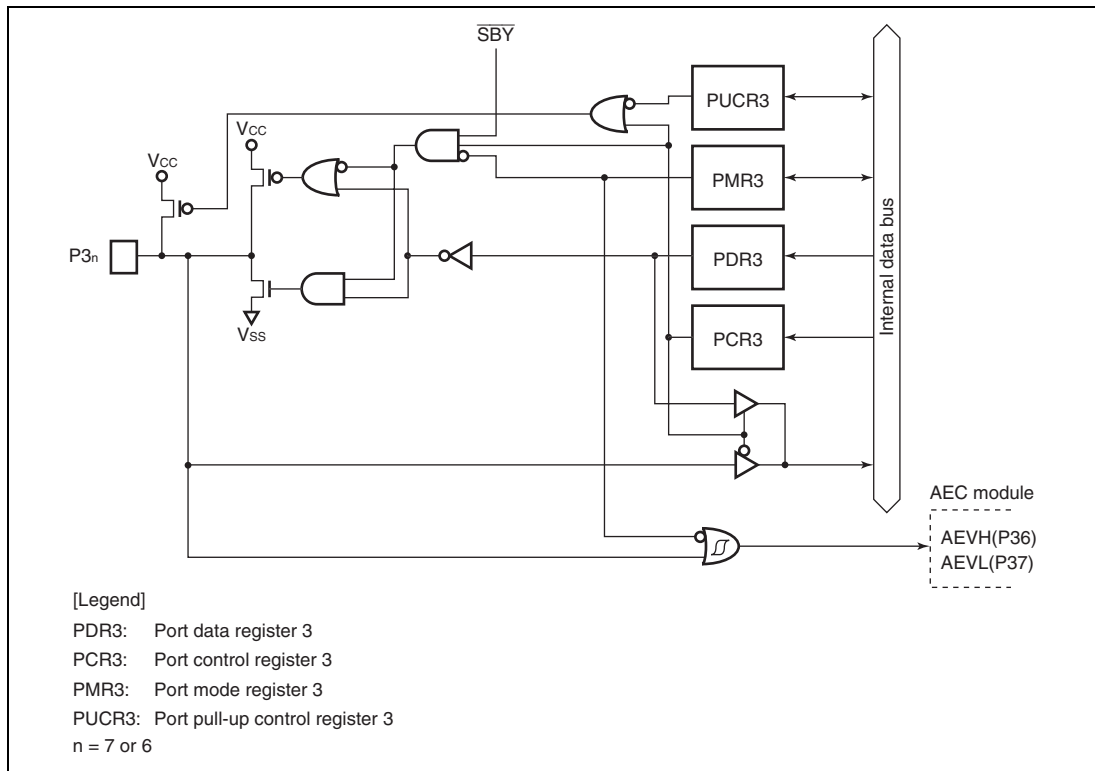 SBY
PUCR3
VCC
VCC
PMR3
P3n
PDR3
Internal data bus
VSS
PCR3
AEC module
AEVH(P36)
AEVL(P37)
[Legend]
PDR3: Port data register 3
PCR3: Port control register 3
PMR3: Port mode register 3
PUCR3: Port pull-up control register 3
n = 7 or 6